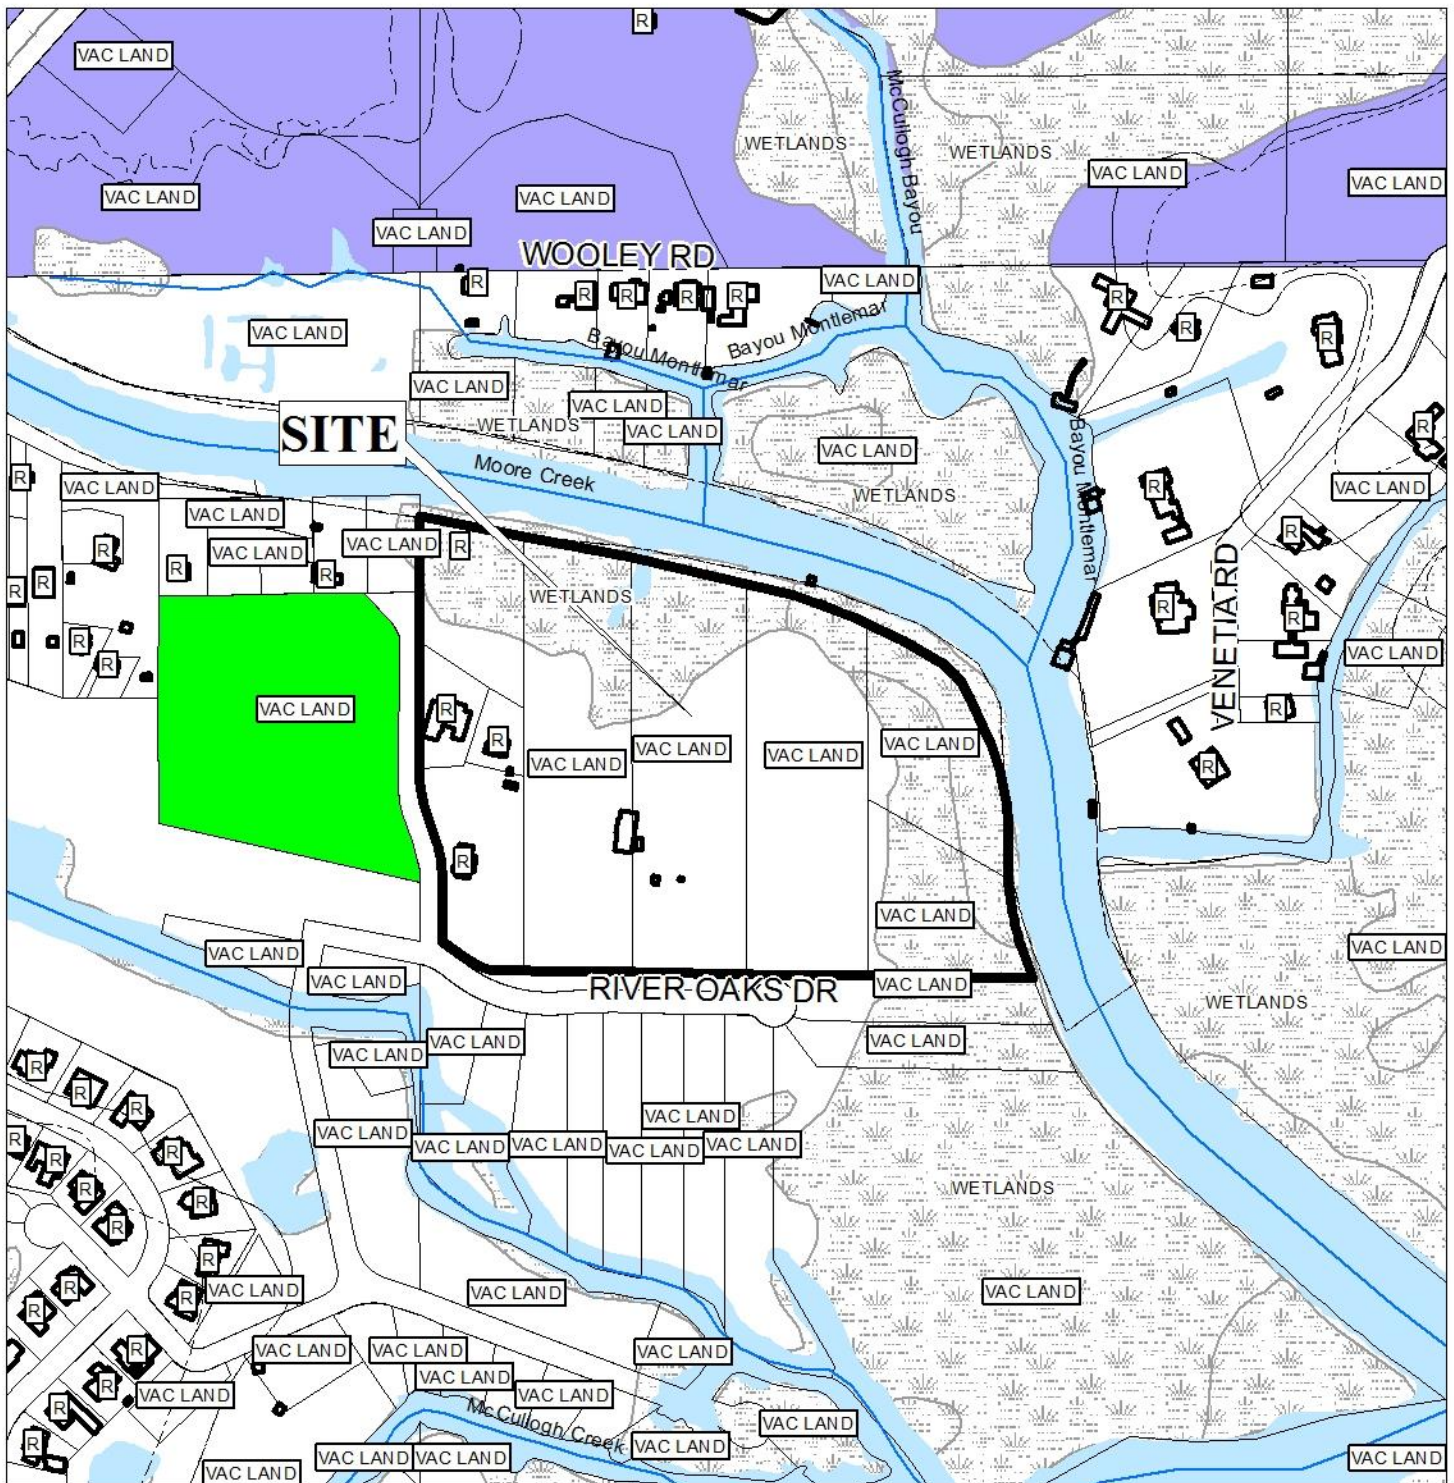 R
VAC LAND
WETLANDS
WETLANDS
McCullogh Bayou
VAC LAND
VAC LAND
VAC LAND
VAC LAND
VAC LAND
WOOLEY RD
VAC LAND
R
R
R
R
R
R
R
R
VAC LAND
Bayou Montlemar
Bayou Montlemar
VAC LAND
VAC LAND
VAC LAND
SITE
WETLANDS
VAC LAND
Moore Creek
WETLANDS
Bayou Montlemar
R
R
VAC LAND
R
VAC LAND
VAC LAND
VAC LAND
VAC LAND
R
R
R
R
R
R
R
WETLANDS
VENETIA RD
R
R
R
R
VAC LAND
VAC LAND
R
R
R
VAC LAND
VAC LAND
VAC LAND
VAC LAND
R
R
VAC LAND
VAC LAND
VAC LAND
VAC LAND
RIVER OAKS DR
VAC LAND
WETLANDS
VAC LAND
VAC LAND
VAC LAND
R
R
R
VAC LAND
R
R
R
VAC LAND
VAC LAND
VAC LAND
VAC LAND
VAC LAND
WETLANDS
R
R
R
R
R
VAC LAND
VAC LAND
VAC LAND
R
R
R
VAC LAND
VAC LAND
VAC LAND
R
VAC LAND
R
VAC LAND
VAC LAND
R
McCullogh Creek
VAC LAND
R
VAC LAND
VAC LAND
VAC LAND
VAC LAND
VAC LAND